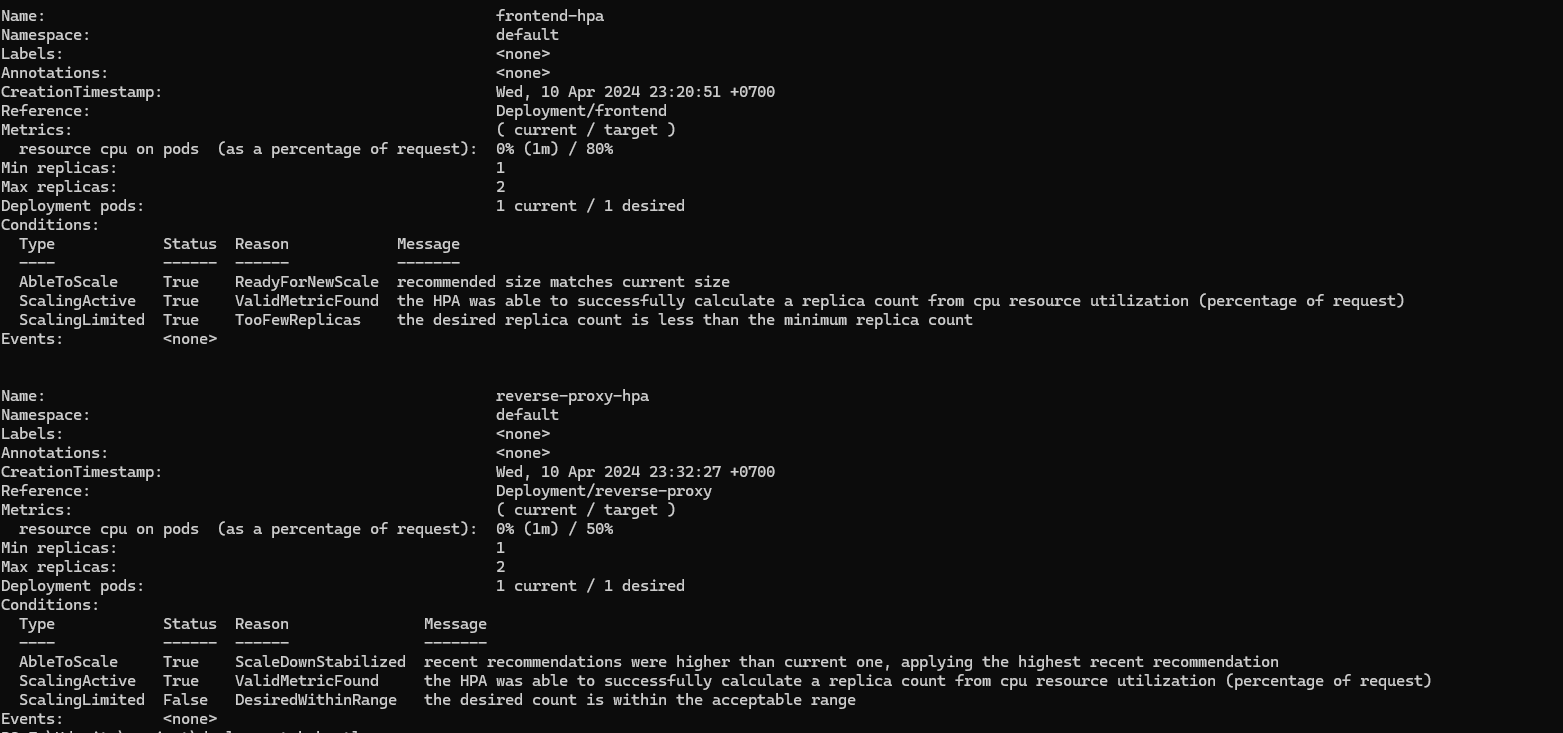 Name: frontend-hpa
Namespace: default
Labels: <none>
Annotations: <none>
CreationTimestamp: Wed, 10 Apr 2024 23:20:51 +0700
Reference: Deployment/frontend
Metrics: ( current / target )
resource cpu on pods (as a percentage of request): 0% (1m) / 80%
Min replicas: 1
Max replicas: 2
Deployment pods: 1 current / 1 desired
Conditions:
Type Status Reason Message
---- ------ ------ -------
AbleToScale True ReadyForNewScale recommended size matches current size
ScalingActive True ValidMetricFound the HPA was able to successfully calculate a replica count from cpu resource utilization (percentage of request)
ScalingLimited True TooFewReplicas the desired replica count is less than the minimum replica count
Events: <none>
Name: reverse-proxy-hpa
Namespace: default
Labels: <none>
Annotations: <none>
CreationTimestamp: Wed, 10 Apr 2024 23:32:27 +0700
Reference: Deployment/reverse-proxy
Metrics: ( current / target )
resource cpu on pods (as a percentage of request): 0% (1m) / 50%
Min replicas: 1
Max replicas: 2
Deployment pods: 1 current / 1 desired
Conditions:
Type Status Reason Message
---- ------ ------ -------
AbleToScale True ScaleDownStabilized recent recommendations were higher than current one, applying the highest recent recommendation
ScalingActive True ValidMetricFound the HPA was able to successfully calculate a replica count from cpu resource utilization (percentage of request)
ScalingLimited False DesiredWithinRange the desired count is within the acceptable range
Events: <none>